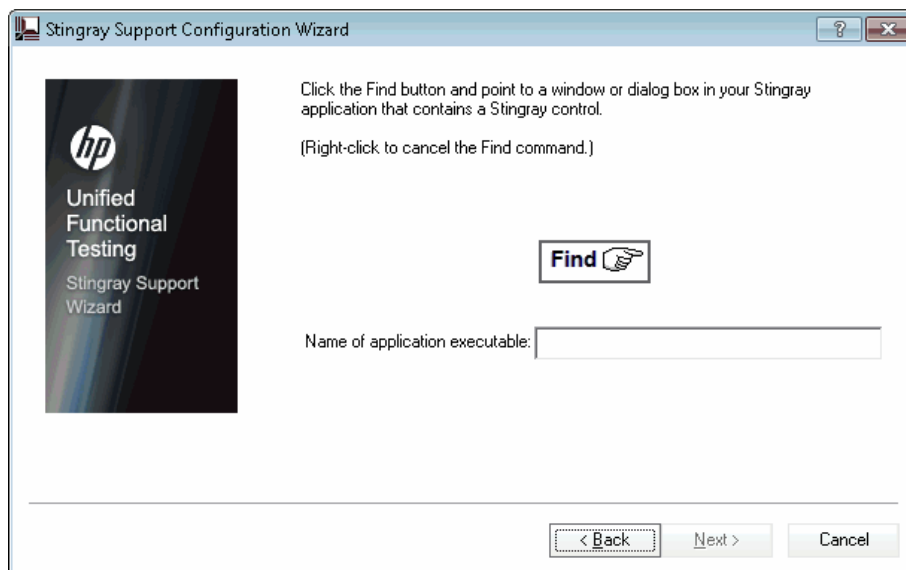 Stingray Support Configuration Wizard
?
Click the Find button and point to a window or dialog box in your Stingray
application that contains a Stingray control.
(Right-click to cancel the Find command.)
hp
Unified
Functional
Testing
Stingray Support
Wizard
Find
Name of application executable:
< Back
Next >
Cancel